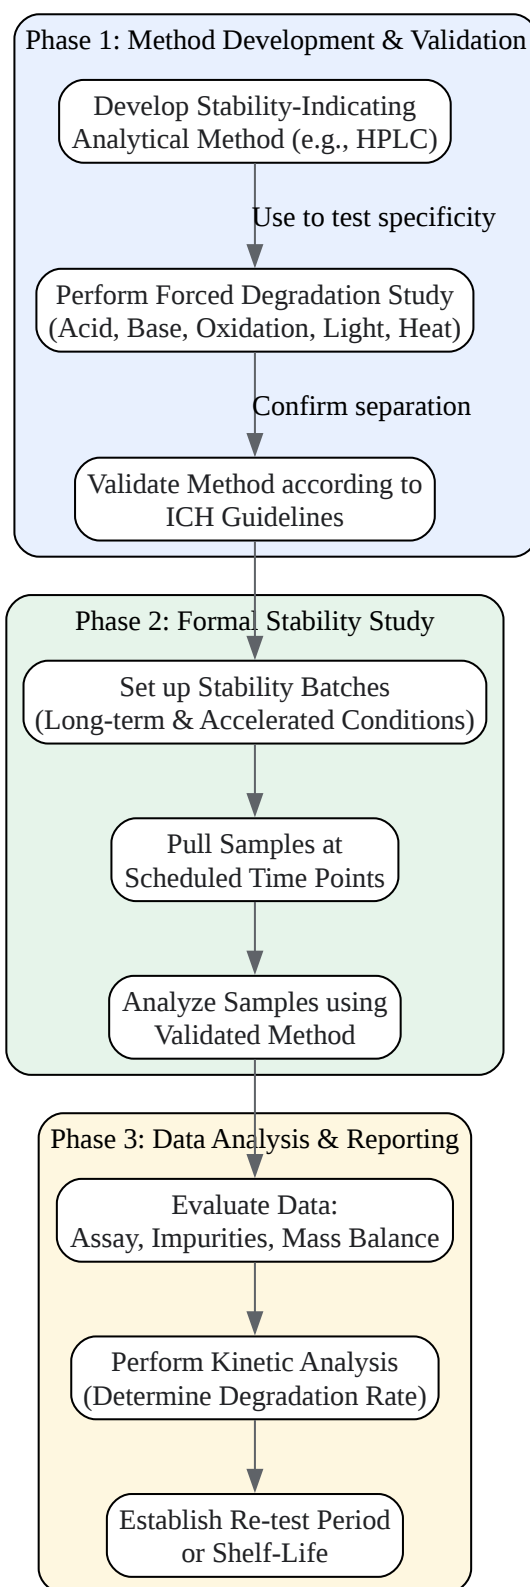 Phase 1: Method Development & Validation
Develop Stability-Indicating
Analytical Method (e.g., HPLC)
Use to test specificity
Perform Forced Degradation Study
(Acid, Base, Oxidation, Light, Heat)
Confirm separation
Validate Method according to
ICH Guidelines
Phase 2: Formal Stability Study
Set up Stability Batches
(Long-term & Accelerated Conditions)
Pull Samples at
Scheduled Time Points
Analyze Samples using
Validated Method
Phase 3: Data Analysis & Reporting
Evaluate Data:
Assay, Impurities, Mass Balance
Perform Kinetic Analysis
(Determine Degradation Rate)
Establish Re-test Period
or Shelf-Life